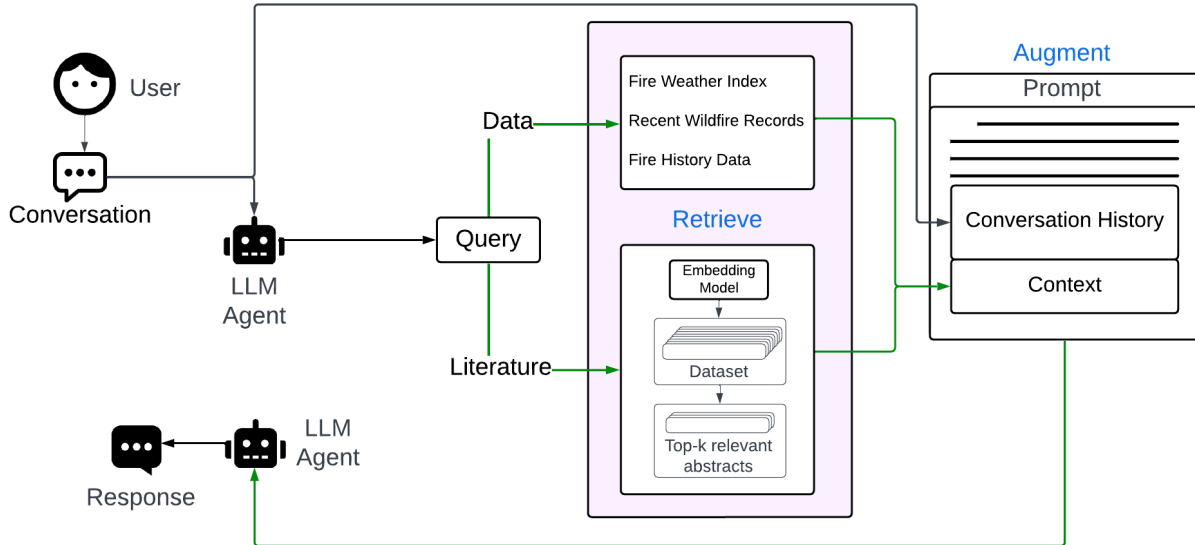 User
Conversation
LLM
Agent
Query
Data
Literature
Fire Weather Index
Recent Wildfire Records
Fire History Data
Retrieve
Embedding
Model
Dataset
Top-k relevant
abstracts
Augment
Prompt
Conversation History
Context
LLM
Agent
Response